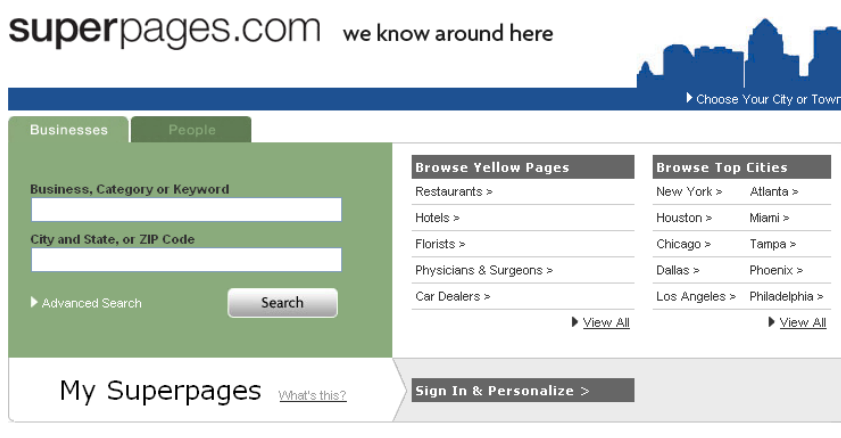 superpages.com we know around here
Choose Your City or Town
Businesses People
Business, Category or Keyword
City and State, or ZIP Code
Advanced Search Search
Browse Yellow Pages
Restaurants >
Hotels >
Florists >
Physicians & Surgeons >
Car Dealers >
View All
Browse Top Cities
New York > Atlanta >
Houston > Miami >
Chicago > Tampa >
Dallas > Phoenix >
Los Angeles > Philadelphia >
View All
My Superpages What's this?
Sign In & Personalize >